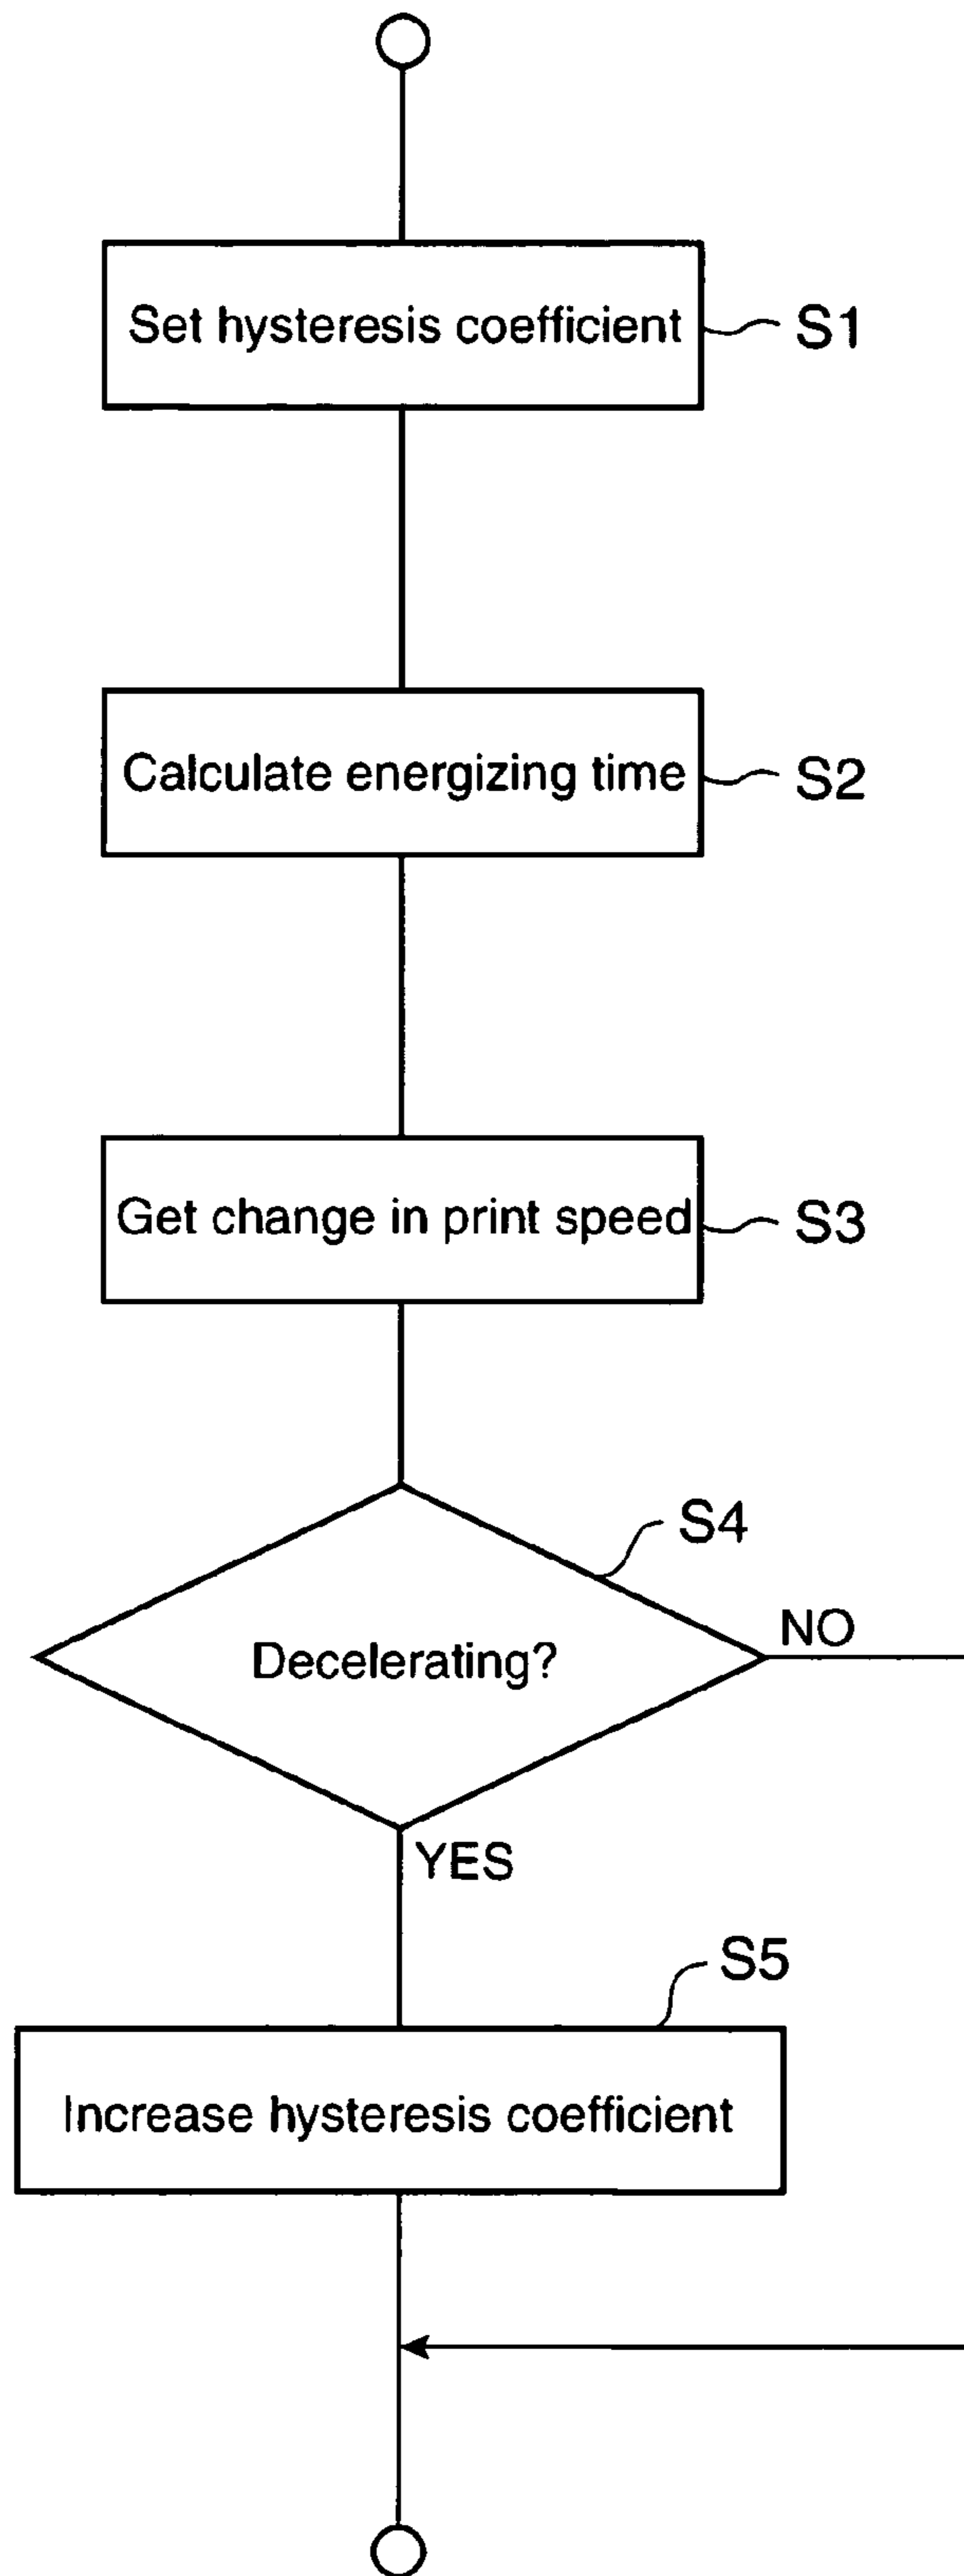 Set hysteresis coefficient
S1
Calculate energizing time
S2
Get change in print speed
S3
S4
Decelerating?
NO
YES
S5
Increase hysteresis coefficient